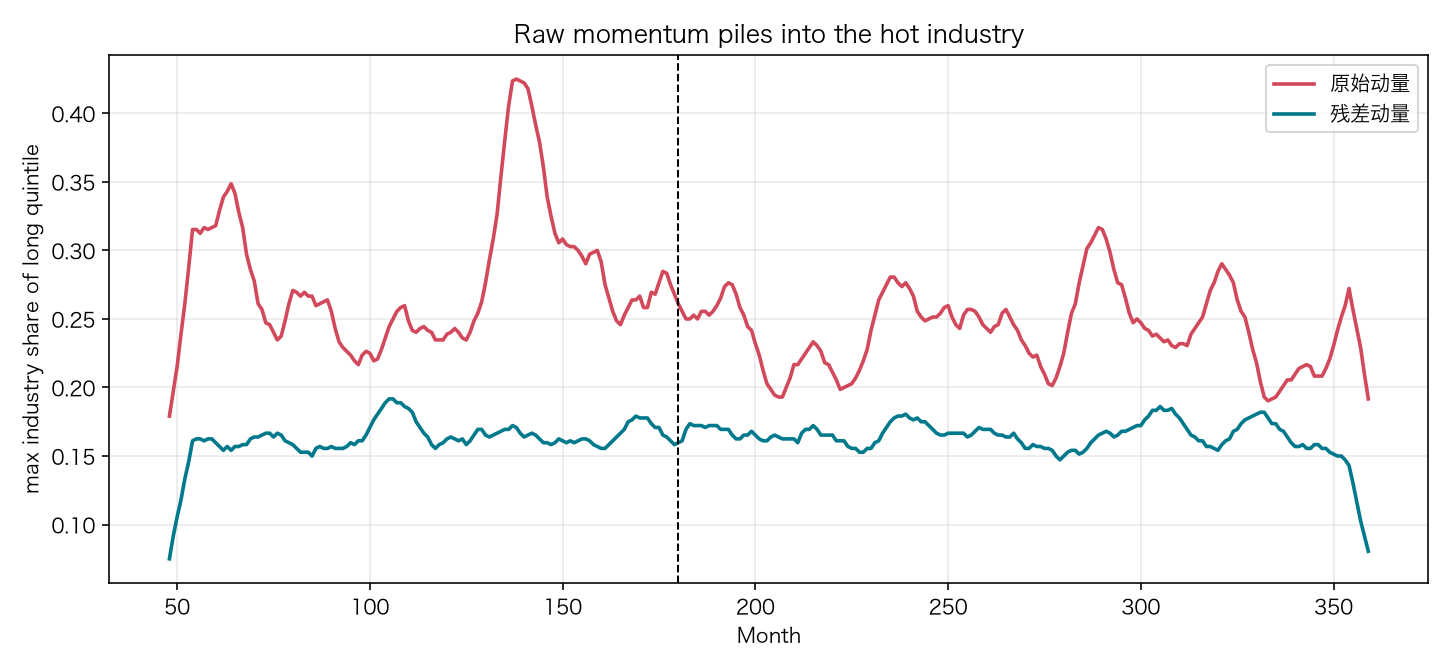 Raw momentum piles into the hot industry
原始动量
残差动量
max industry share of long quintile
0.40
0.35
0.30
0.25
0.20
0.15
0.10
50 100 150 200 250 300 350
Month